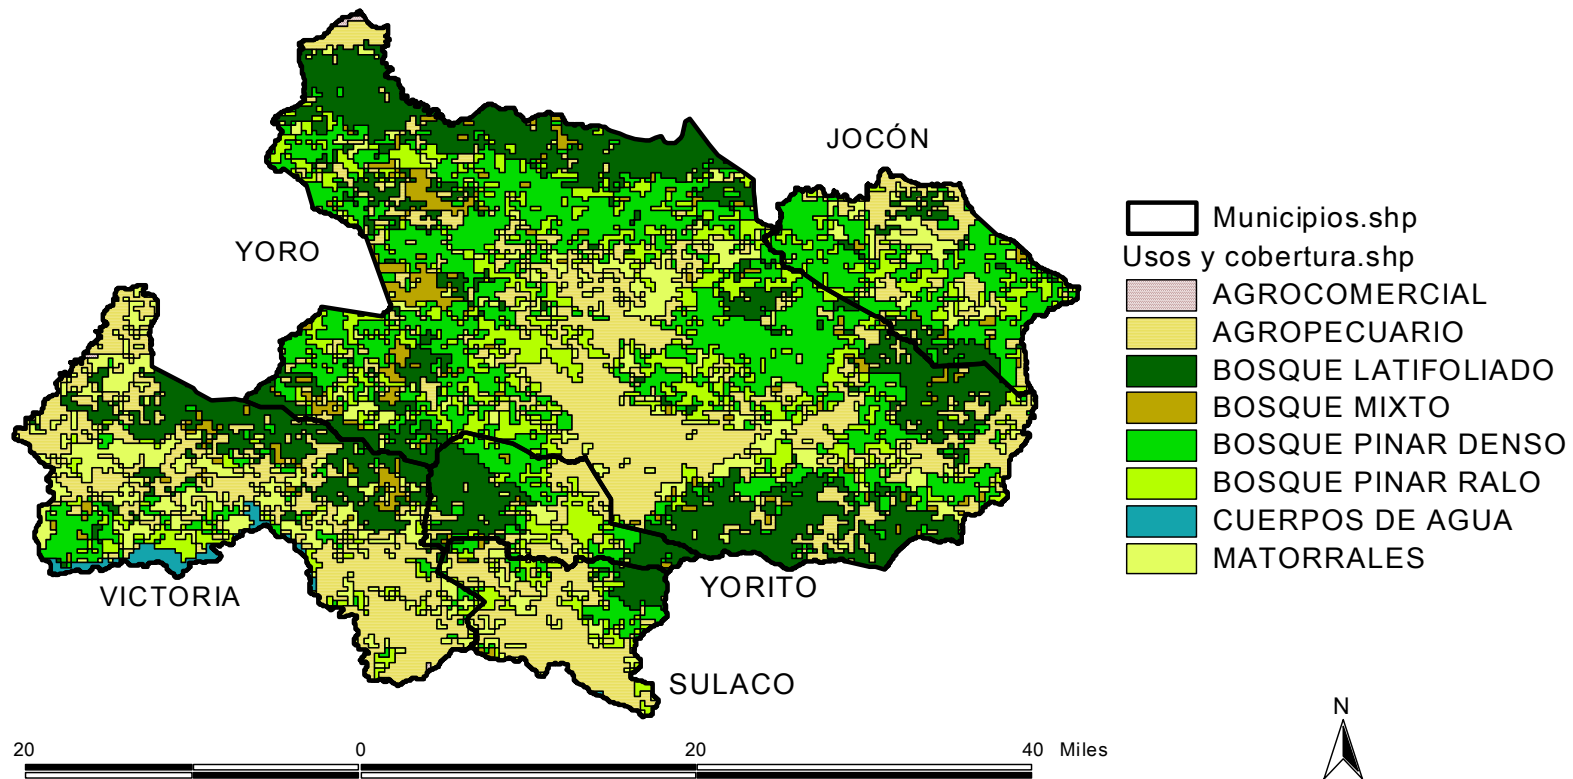 JOCÓN
YORO
VICTORIA
YORITO
SULACO
Municipios.shp
Usos y cobertura.shp
AGROCOMERCIAL
AGROPECUARIO
BOSQUE LATIFOLIADO
BOSQUE MIXTO
BOSQUE PINAR DENSO
BOSQUE PINAR RALO
CUERPOS DE AGUA
MATORRALES
N
20 0 20 40 Miles